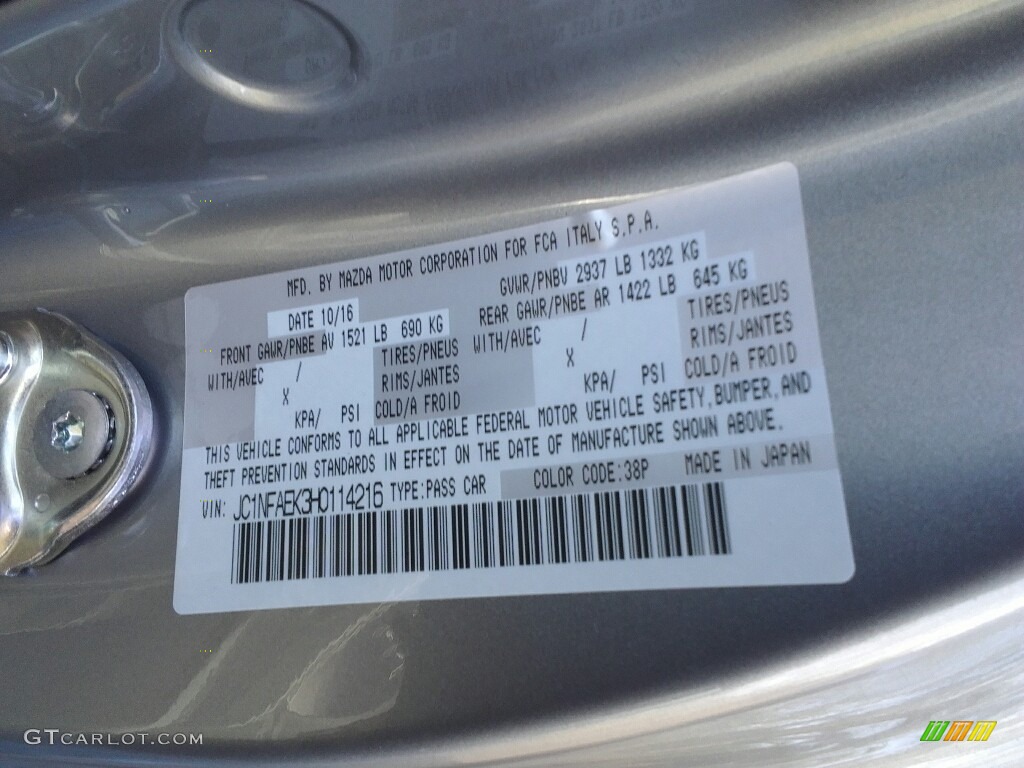 MFD. BY MAZDA MOTOR CORPORATION FOR FCA ITALY S.P.A.
DATE 10/16 GVWR/PNBV 2937 LB 1332 KG
FRONT GAWR/PNBE AV 1521 LB 690 KG REAR GAWR/PNBE AR 1422 LB 645 KG
WITH/AVEC / TIRES/PNEUS WITH/AVEC / TIRES/PNEUS
X RIMS/JANTES X RIMS/JANTES
KPA/ PSI COLD/A FROID KPA/ PSI COLD/A FROID
THIS VEHICLE CONFORMS TO ALL APPLICABLE FEDERAL MOTOR VEHICLE SAFETY, BUMPER, AND
THEFT PREVENTION STANDARDS IN EFFECT ON THE DATE OF MANUFACTURE SHOWN ABOVE.
VIN: JC1NFAEK3H0114216 TYPE:PASS CAR COLOR CODE:38P MADE IN JAPAN
GTCARLOT.COM